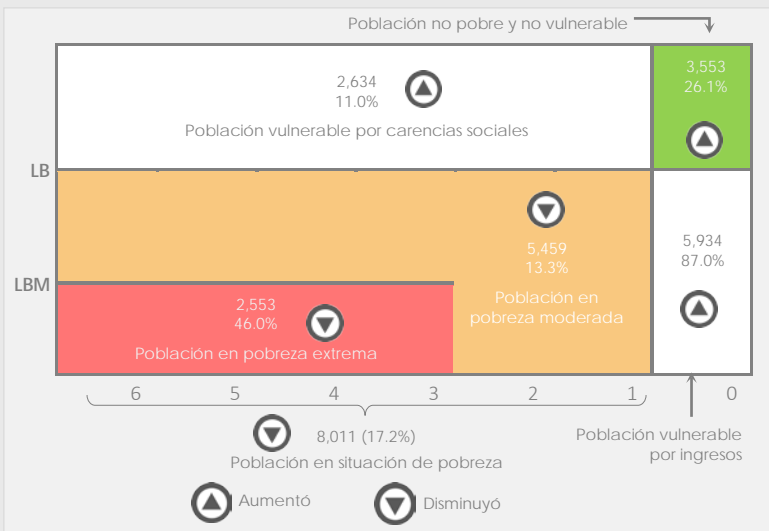 Población no pobre y no vulnerable
3,553
26.1%
2,634
11.0%
Población vulnerable por carencias sociales
LB
5,459
13.3%
Población en
pobreza moderada
5,934
87.0%
LBM
2,553
46.0%
Población en pobreza extrema
6 5 4 3 2 1 0
8,011 (17.2%)
Población en situación de pobreza
Población vulnerable
por ingresos
Aumentó
Disminuyó